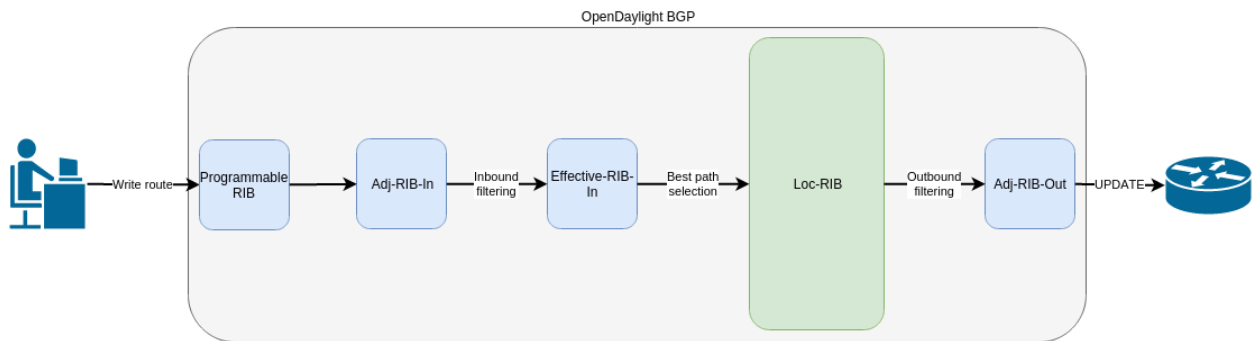 OpenDaylight BGP
Write route
Programmable
RIB
Adj-RIB-In
Inbound
filtering
Effective-RIB-
In
Best path
selection
Loc-RIB
Outbound
filtering
Adj-RIB-Out
UPDATE